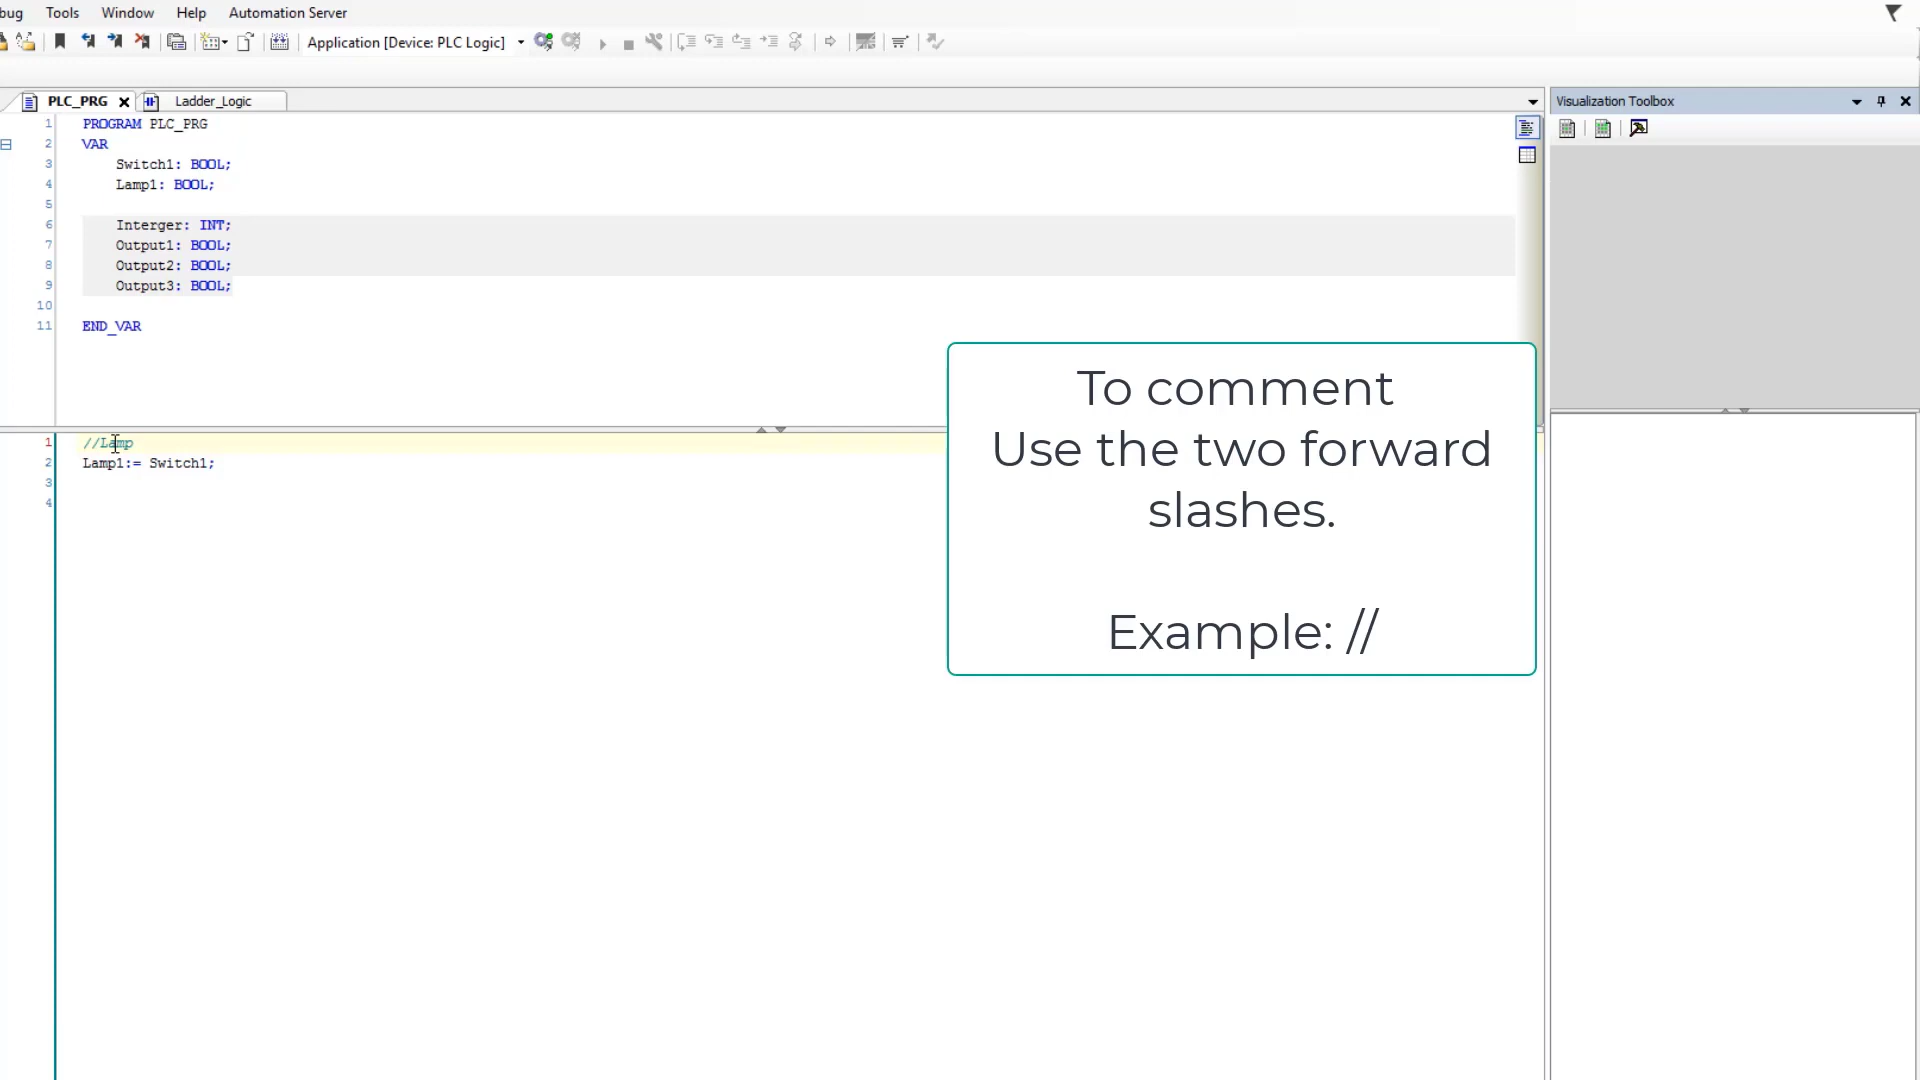 bug Tools Window Help Automation Server
Application [Device: PLC Logic]
PLC_PRG Ladder_Logic
Visualization Toolbox
1 PROGRAM PLC_PRG
2 VAR
3 Switch1: BOOL;
4 Lamp1: BOOL;
5
6 Interger: INT;
7 Output1: BOOL;
8 Output2: BOOL;
9 Output3: BOOL;
10
11 END_VAR
To comment
Use the two forward
slashes.
Example: //
1 //Lamp
2 Lamp1:= Switch1;
3
4